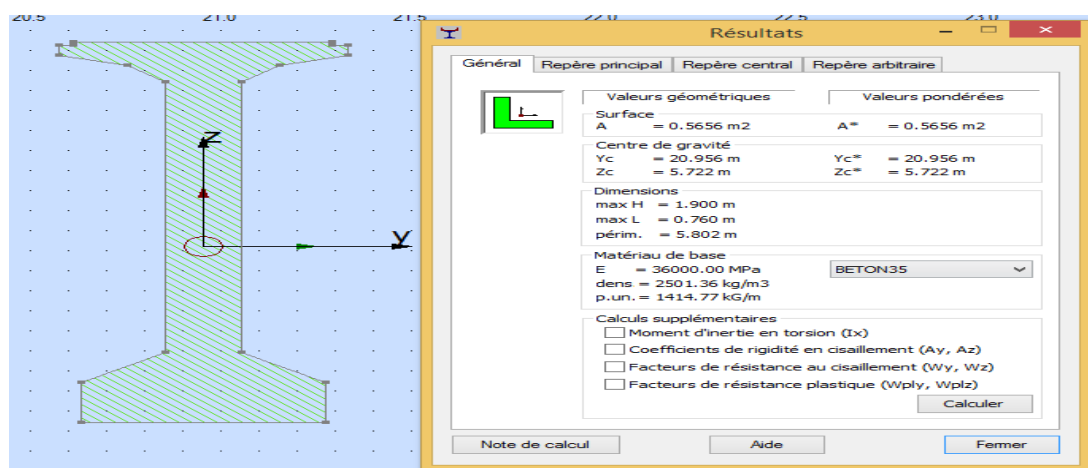 20.5 21.0 21.5 22.0 22.5 23.0
Z
Y
Résultats
Général Repère principal Repère central Repère arbitraire
Valeurs géométriques Valeurs pondérées
Surface
A = 0.5656 m2 A* = 0.5656 m2
Centre de gravité
Yc = 20.956 m Yc* = 20.956 m
Zc = 5.722 m Zc* = 5.722 m
Dimensions
max H = 1.900 m
max L = 0.760 m
périm. = 5.802 m
Matériau de base
E = 36000.00 MPa BETON35
dens = 2501.36 kg/m3
p.un. = 1414.77 kG/m
Calculs supplémentaires
Moment d'inertie en torsion (Ix)
Coefficients de rigidité en cisaillement (Ay, Az)
Facteurs de résistance au cisaillement (Wy, Wz)
Facteurs de résistance plastique (Wply, Wplz)
Calculer
Note de calcul Aide Fermer